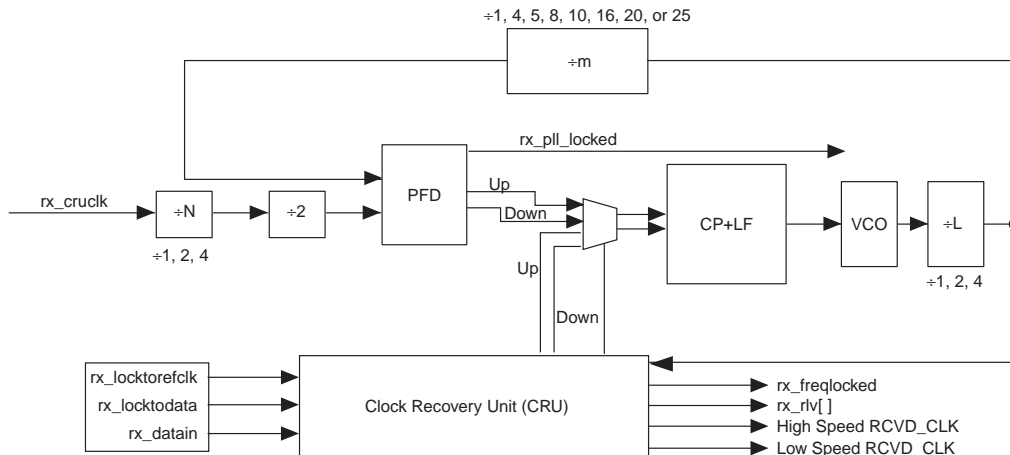 ÷1, 4, 5, 8, 10, 16, 20, or 25
÷m
rx_pll_locked
PFD
Up
Down
rx_cruclk
÷N
÷2
÷1, 2, 4
CP+LF
VCO
÷L
÷1, 2, 4
Up
Down
rx_locktorefclk
rx_locktodata
rx_datain
Clock Recovery Unit (CRU)
rx_freqlocked
rx_rlv[ ]
High Speed RCVD_CLK
Low Speed RCVD_CLK